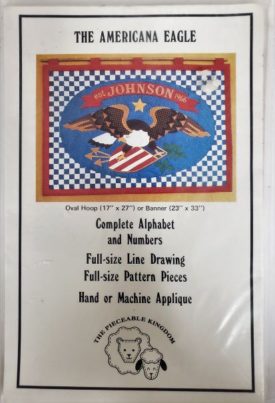 THE AMERICANA EAGLE
EST. JOHNSON 1966
Oval Hoop (17" x 27") or Banner (23" x 33")
Complete Alphabet
and Numbers
Full-size Line Drawing
Full-size Pattern Pieces
Hand or Machine Applique
THE PIECEABLE KINGDOM